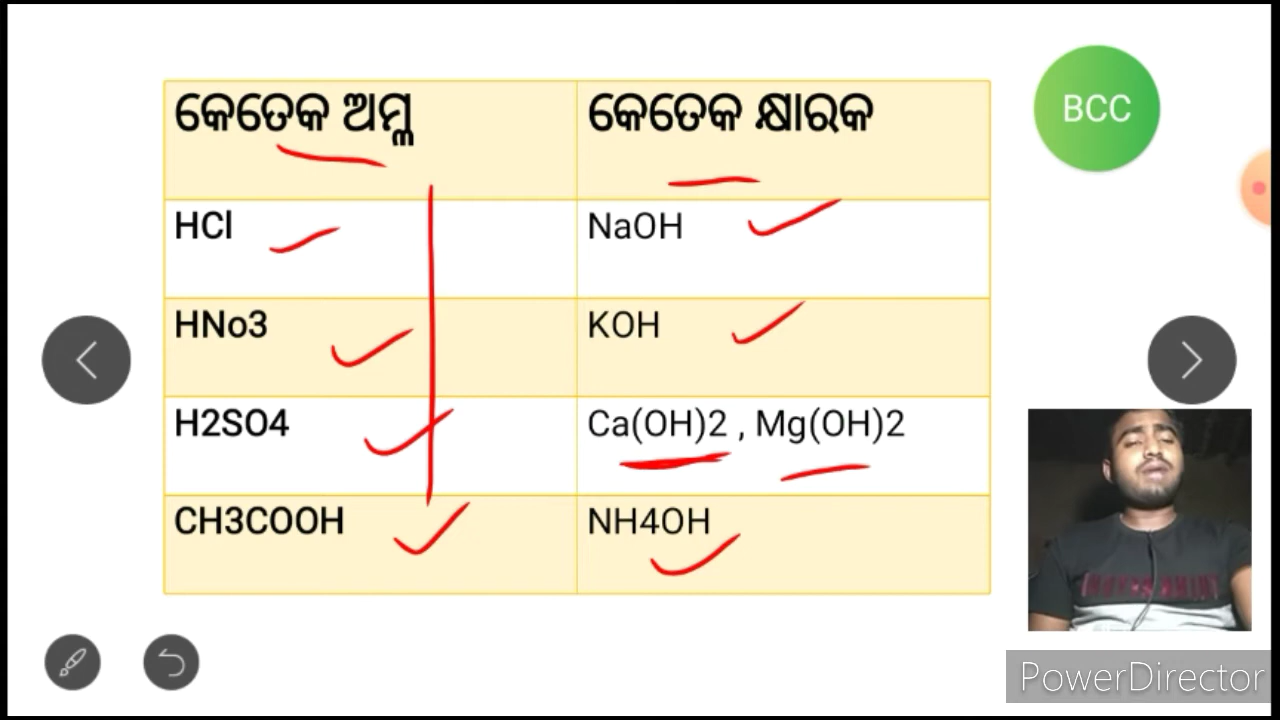 କେତେକ ଅମ୍ଳ କେତେକ କ୍ଷାରକ
BCC
HCl NaOH
HNo3 KOH
H2SO4 Ca(OH)2 , Mg(OH)2
CH3COOH NH4OH
PowerDirector